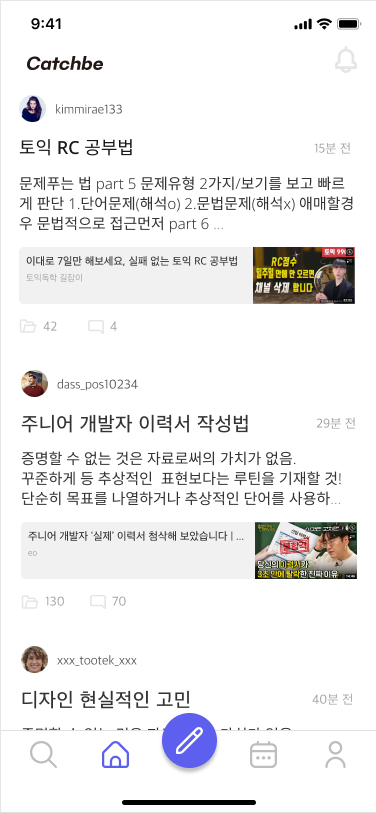 9:41
Catchbe
kimmirae133
토익 RC 공부법
15분 전
문제푸는 법 part 5 문제유형 2가지/보기를 보고 빠르
게 판단 1.단어문제(해석o) 2.문법문제(해석x) 애매할경
우 문법적으로 접근먼저 part 6 ...
이대로 7일만 해보세요, 실패 없는 토익 RC 공부법
토익독학 길잡이
RC점수
일주일 만에 안 오르면
채널 삭제 합니다
42
4
dass_pos10234
주니어 개발자 이력서 작성법
29분 전
증명할 수 없는 것은 자료로써의 가치가 없음.
꾸준하게 등 추상적인 표현보다는 루틴을 기재할 것!
단순히 목표를 나열하거나 추상적인 단어를 사용하...
주니어 개발자 '실제' 이력서 첨삭해 보았습니다 | ...
eo
당신의 이력서가
3초 만에 탈락한 진짜 이유
130
70
xxx_tootek_xxx
디자인 현실적인 고민
40분 전